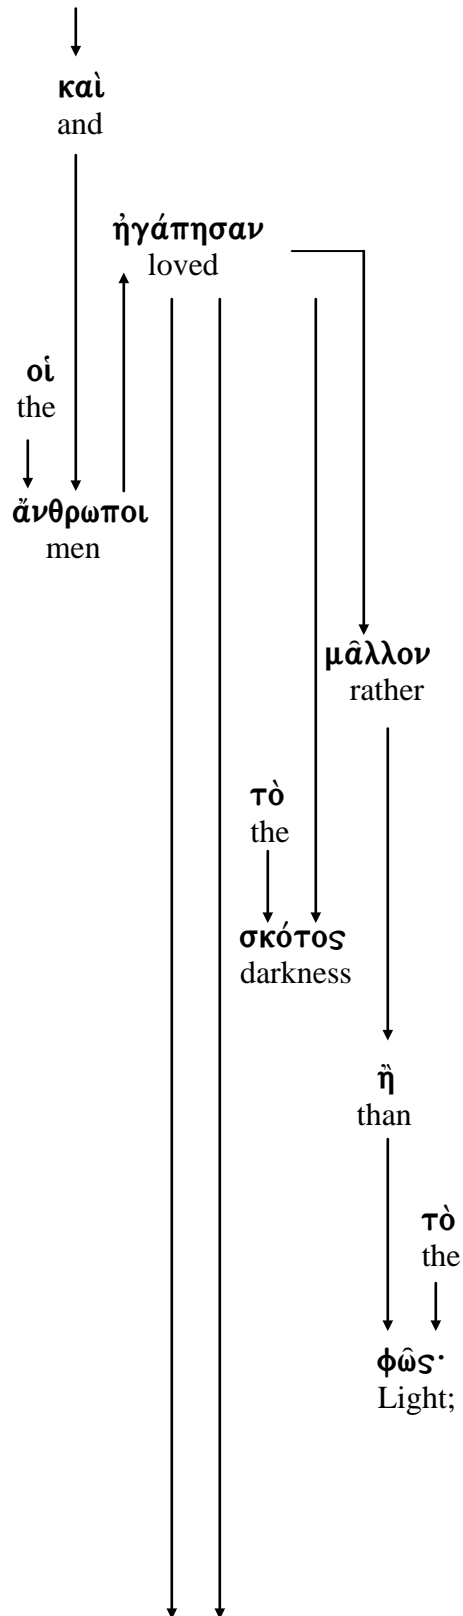 καὶ
and
ἠγάπησαν
loved
οἱ
the
ἄνθρωποι
men
μᾶλλον
rather
τὸ
the
σκότος
darkness
ἢ
than
τὸ
the
φῶς·
Light;